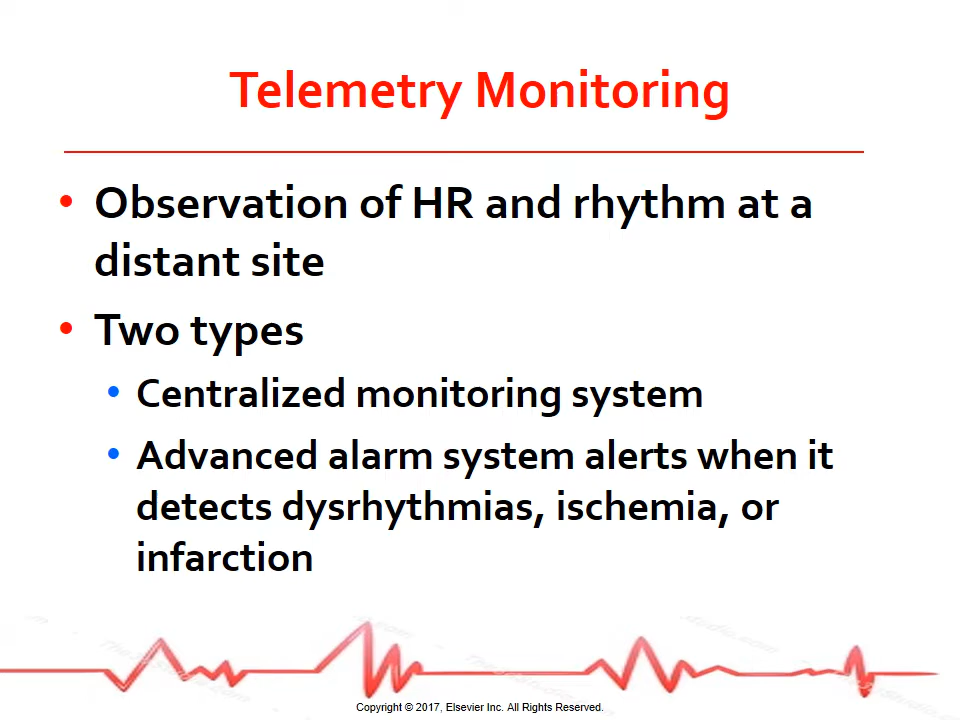 Telemetry Monitoring
• Observation of HR and rhythm at a
distant site
• Two types
• Centralized monitoring system
• Advanced alarm system alerts when it
detects dysrhythmias, ischemia, or
infarction
Copyright © 2017, Elsevier Inc. All Rights Reserved.